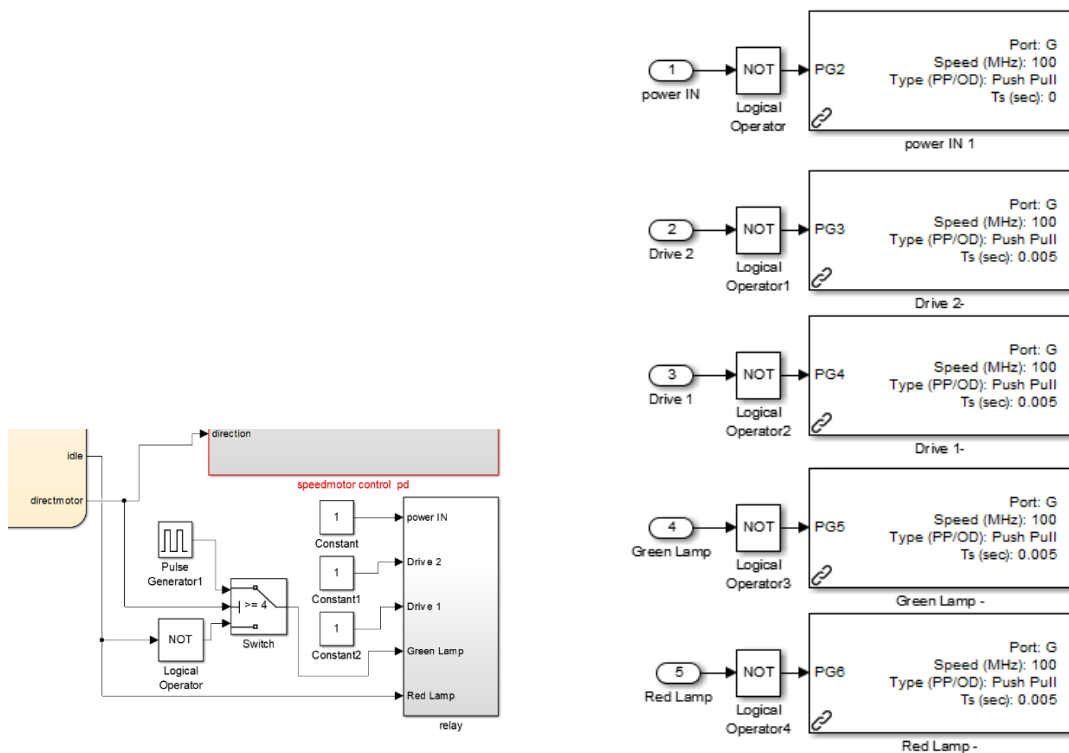 idle
directmotor
direction
speedmotor control pd
Pulse
Generator1
NOT
Logical
Operator
>= 4
Switch
1
Constant
1
Constant1
1
Constant2
power IN
Drive 2
Drive 1
Green Lamp
Red Lamp
relay
1
power IN
NOT
Logical
Operator
PG2
Port: G
Speed (MHz): 100
Type (PP/OD): Push Pull
Ts (sec): 0
power IN 1
2
Drive 2
NOT
Logical
Operator1
PG3
Port: G
Speed (MHz): 100
Type (PP/OD): Push Pull
Ts (sec): 0.005
Drive 2-
3
Drive 1
NOT
Logical
Operator2
PG4
Port: G
Speed (MHz): 100
Type (PP/OD): Push Pull
Ts (sec): 0.005
Drive 1-
4
Green Lamp
NOT
Logical
Operator3
PG5
Port: G
Speed (MHz): 100
Type (PP/OD): Push Pull
Ts (sec): 0.005
Green Lamp -
5
Red Lamp
NOT
Logical
Operator4
PG6
Port: G
Speed (MHz): 100
Type (PP/OD): Push Pull
Ts (sec): 0.005
Red Lamp -